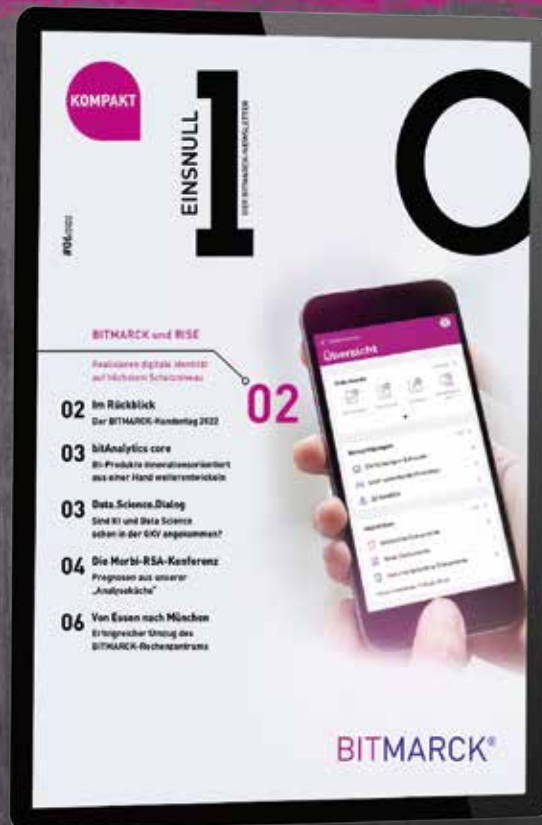 KOMPAKT
EINSNULL
DER BITMARCK-NEWSLETTER
10
#06/2022
BITMARCK und RISE
Realisieren digitale Identität
auf höchstem Schutzniveau
02
02 Im Rückblick
Der BITMARCK-Kundentag 2022
03 bitAnalytics core
BI-Produkte innovationsorientiert
aus einer Hand weiterentwickeln
03 Data.Science.Dialog
Sind KI und Data Science
schon in der GKV angekommen?
04 Die Morbi-RSA-Konferenz
Prognosen aus unserer
„Analyseküche“
06 Von Essen nach München
Erfolgreicher Umzug des
BITMARCK-Rechenzentrums
Übersicht
BITMARCK®